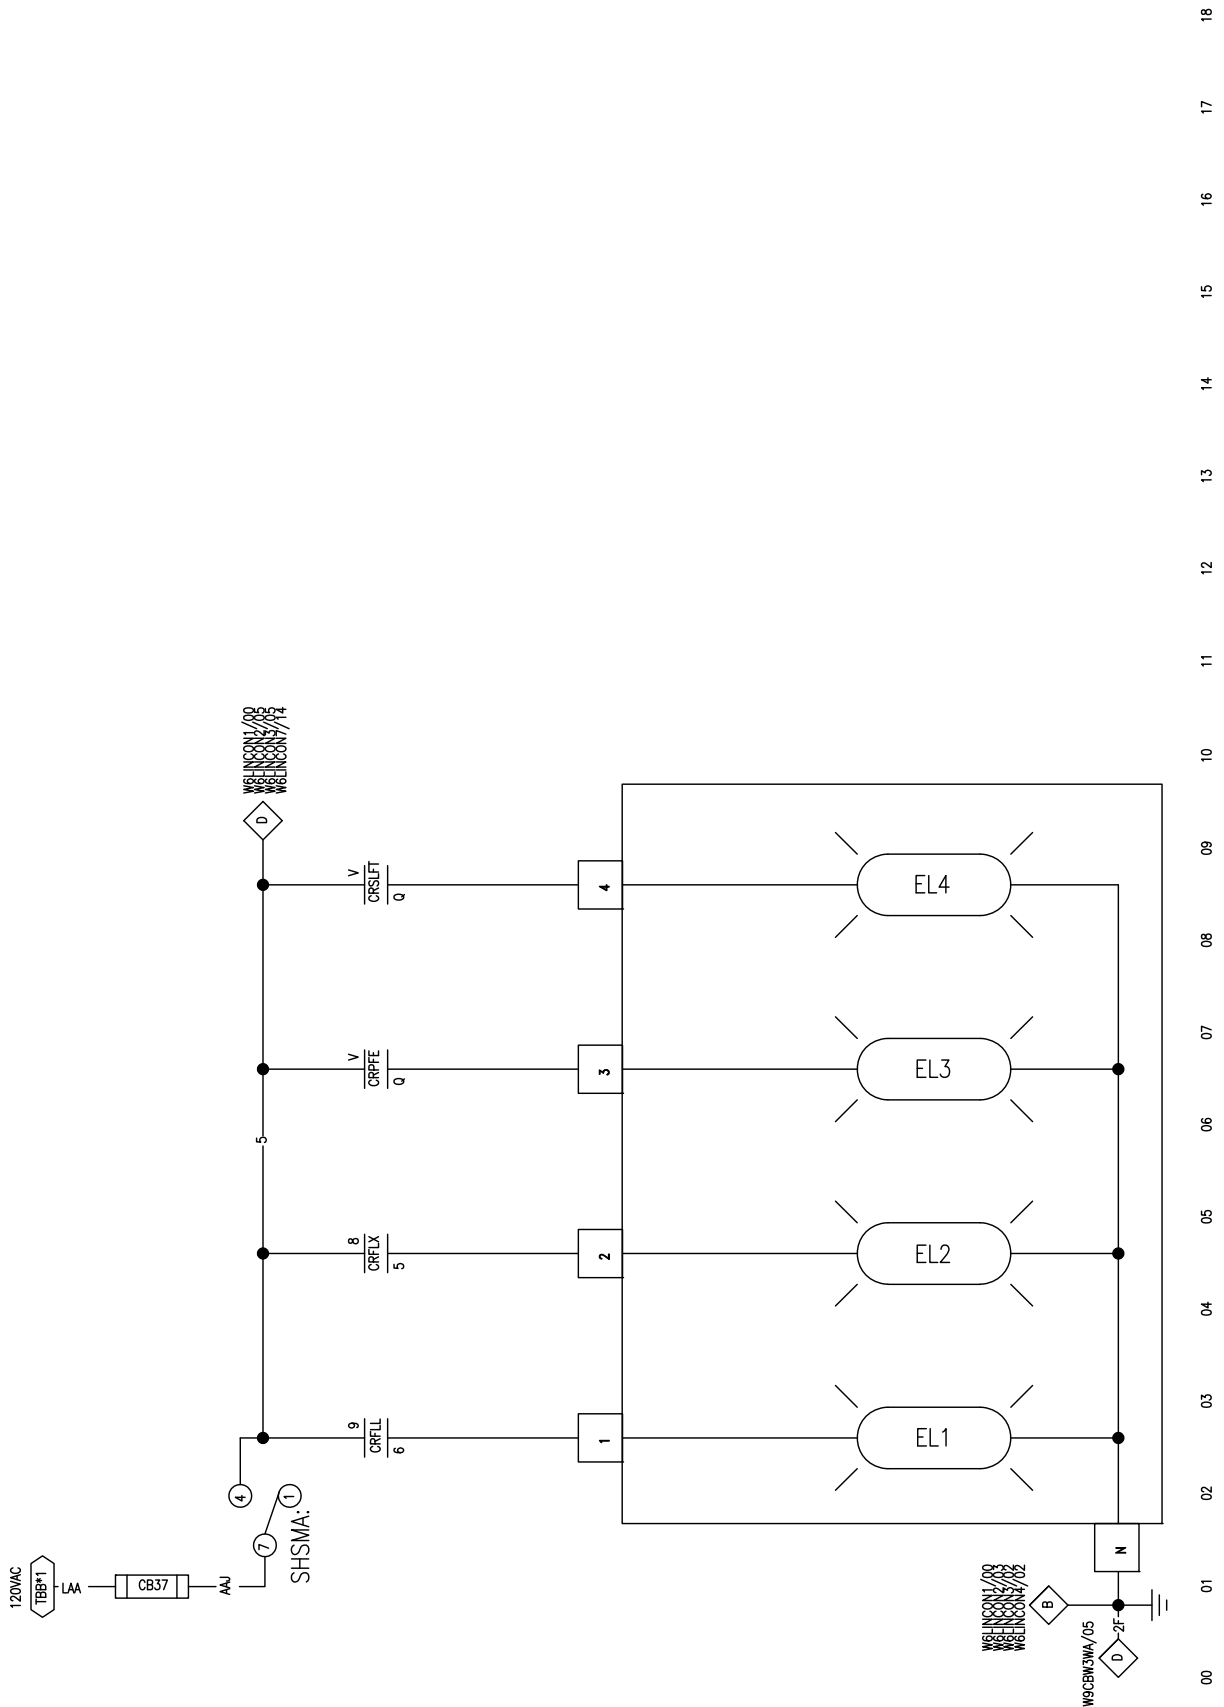 120VAC
TBB*1
LAA
CB37
AAJ
7
4
1
SHSMA:
5
D
W6LINCON1/00
W6LINCON2/05
W6LINCON3/05
W6LINCON7/14
9
CRFLL
6
8
CRFLX
5
V
CRPFE
Q
V
CRSLFT
Q
1
2
3
4
EL1
EL2
EL3
EL4
N
W6LINCON1/00
W6LINCON2/03
W6LINCON3/02
W6LINCON4/02
B
W9CBW3WA/05
D
2F
00
01
02
03
04
05
06
07
08
09
10
11
12
13
14
15
16
17
18